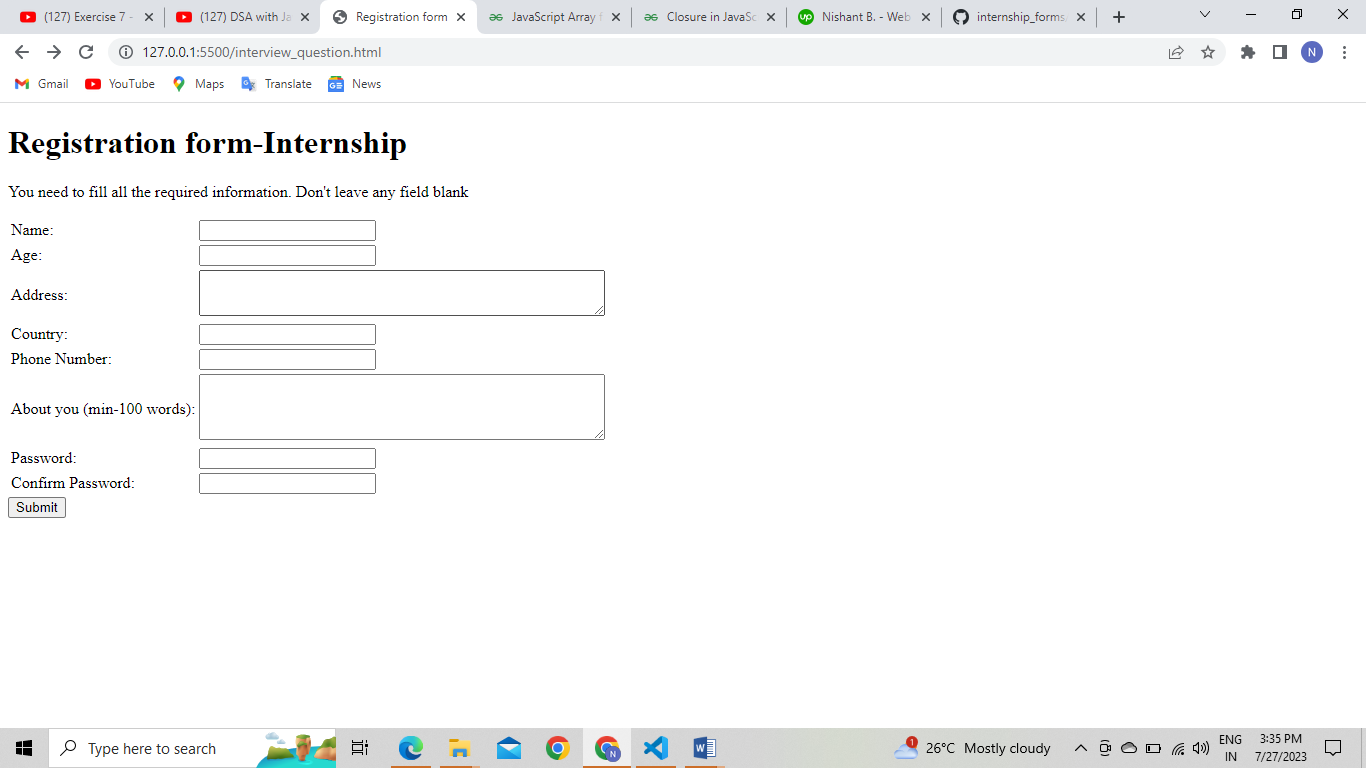 (127) Exercise 7 -
(127) DSA with Ja
Registration form
JavaScript Array f
Closure in JavaSc
Nishant B. - Web
internship_forms/
127.0.0.1:5500/interview_question.html
N
Gmail
YouTube
Maps
Translate
News
Registration form-Internship
You need to fill all the required information. Don't leave any field blank
Name:
Age:
Address:
Country:
Phone Number:
About you (min-100 words):
Password:
Confirm Password:
Submit
Type here to search
N
1
26°C Mostly cloudy
ENG
IN
3:35 PM
7/27/2023